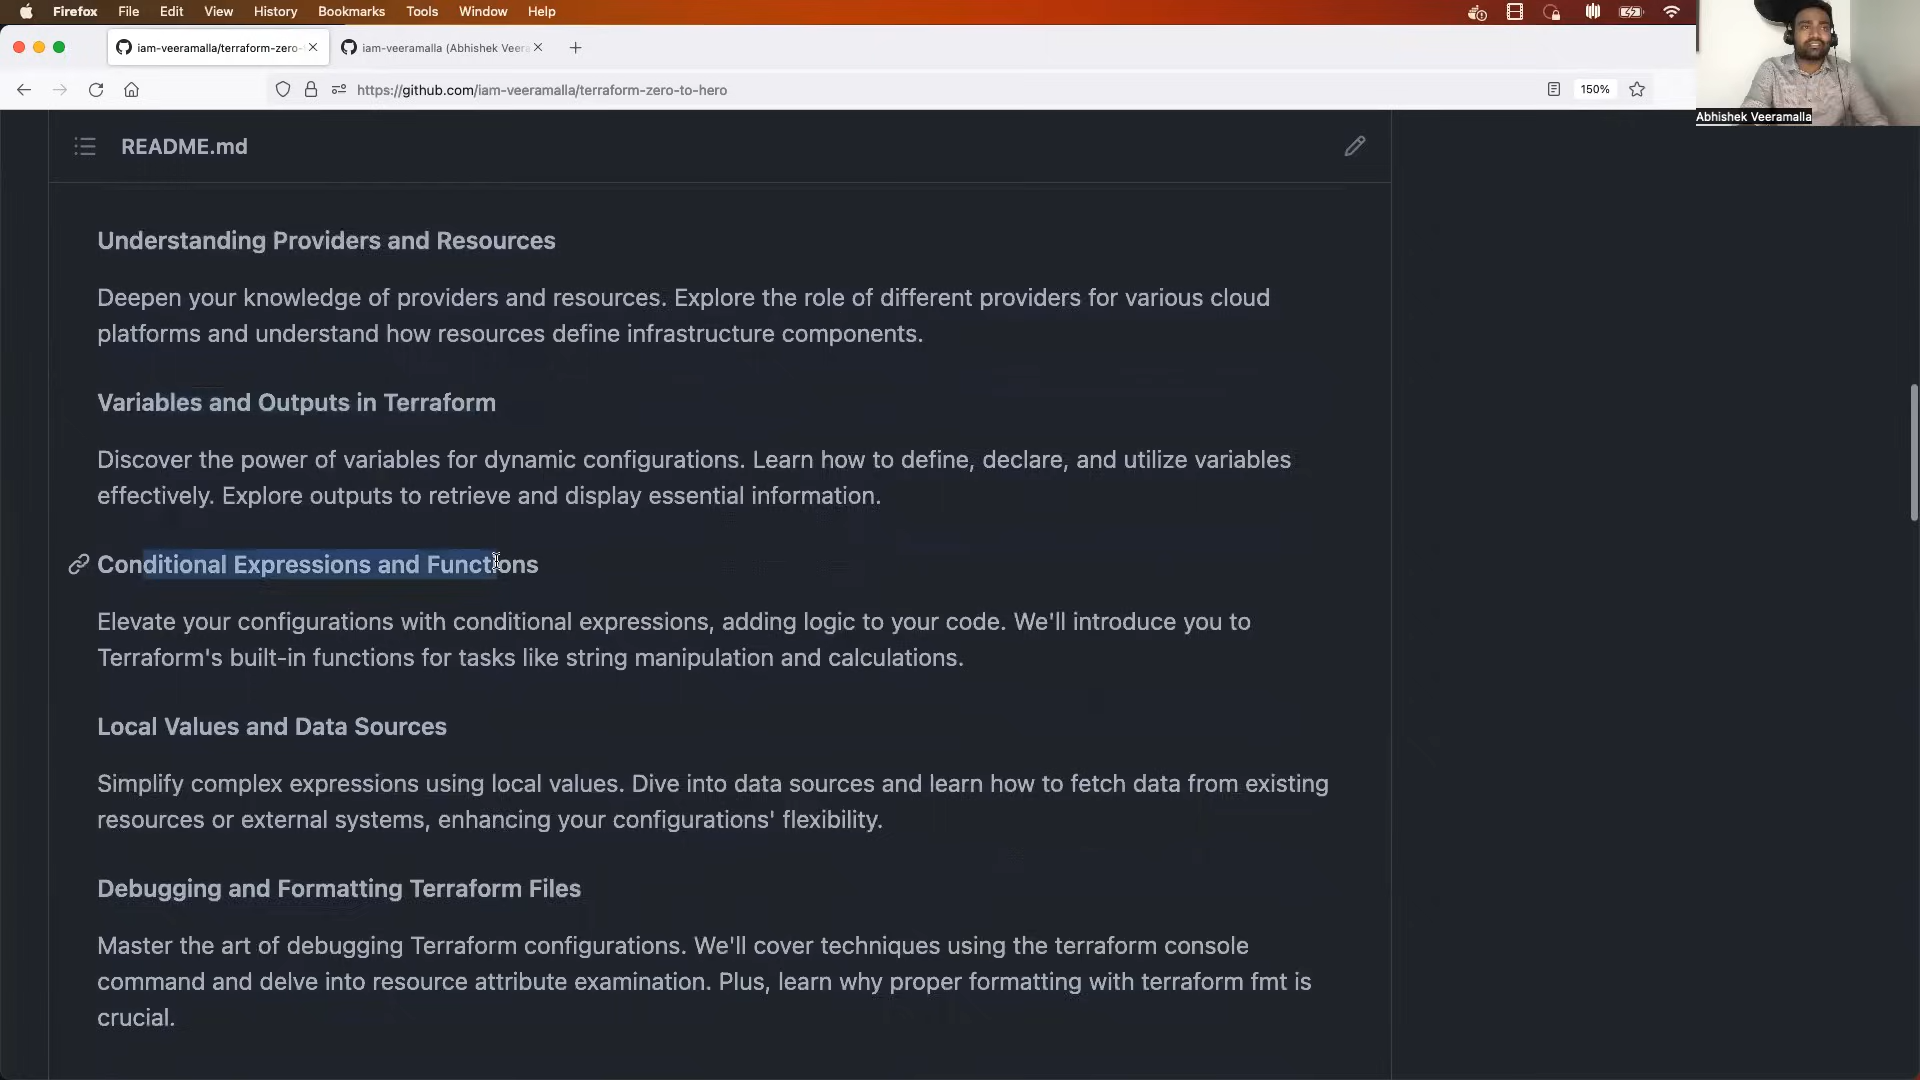 Firefox File Edit View History Bookmarks Tools Window Help
iam-veeramalla/terraform-zero-
iam-veeramalla (Abhishek Veera
https://github.com/iam-veeramalla/terraform-zero-to-hero
150%
Abhishek Veeramalla
README.md
Understanding Providers and Resources
Deepen your knowledge of providers and resources. Explore the role of different providers for various cloud
platforms and understand how resources define infrastructure components.
Variables and Outputs in Terraform
Discover the power of variables for dynamic configurations. Learn how to define, declare, and utilize variables
effectively. Explore outputs to retrieve and display essential information.
Conditional Expressions and Functions
Elevate your configurations with conditional expressions, adding logic to your code. We'll introduce you to
Terraform's built-in functions for tasks like string manipulation and calculations.
Local Values and Data Sources
Simplify complex expressions using local values. Dive into data sources and learn how to fetch data from existing
resources or external systems, enhancing your configurations' flexibility.
Debugging and Formatting Terraform Files
Master the art of debugging Terraform configurations. We'll cover techniques using the terraform console
command and delve into resource attribute examination. Plus, learn why proper formatting with terraform fmt is
crucial.